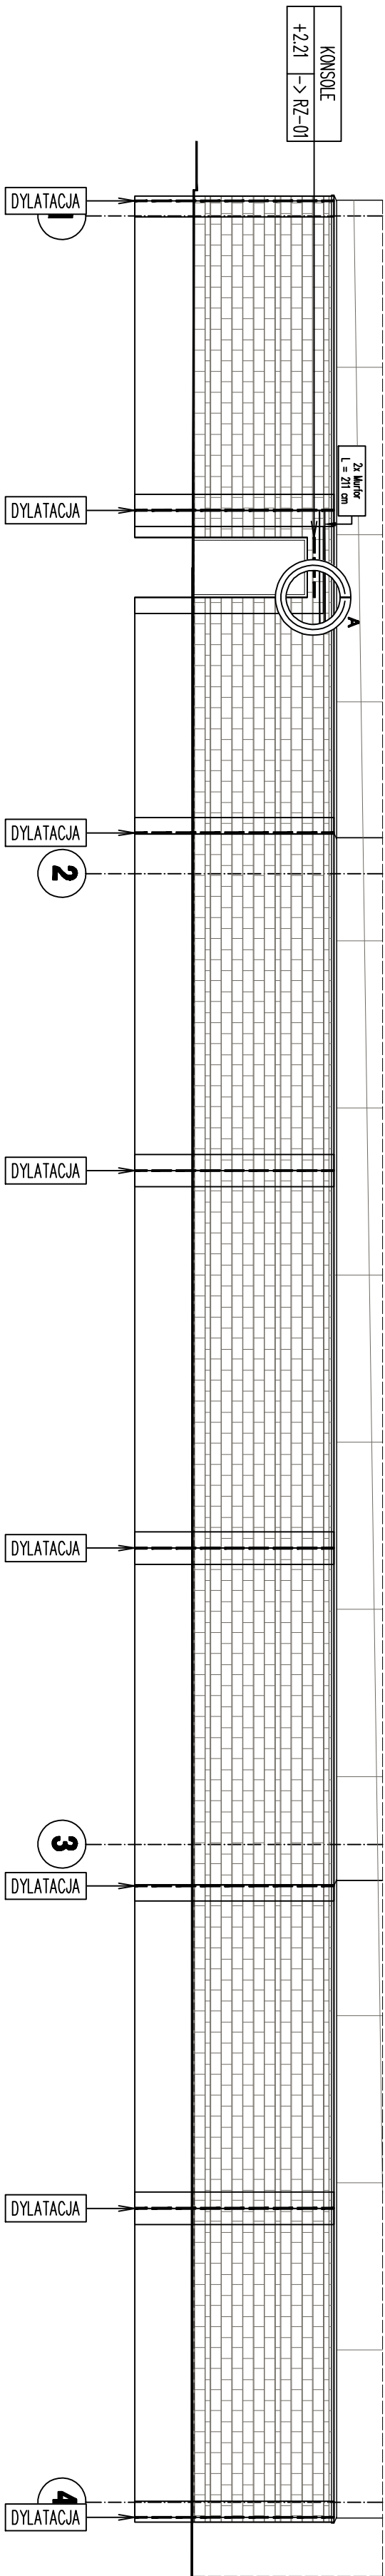 KONSOLE
+2.21 -> RZ-01
DYLATACJA
1
2x Murfor
L = 211 cm
DYLATACJA
A
DYLATACJA
2
DYLATACJA
DYLATACJA
3
DYLATACJA
DYLATACJA
4
DYLATACJA